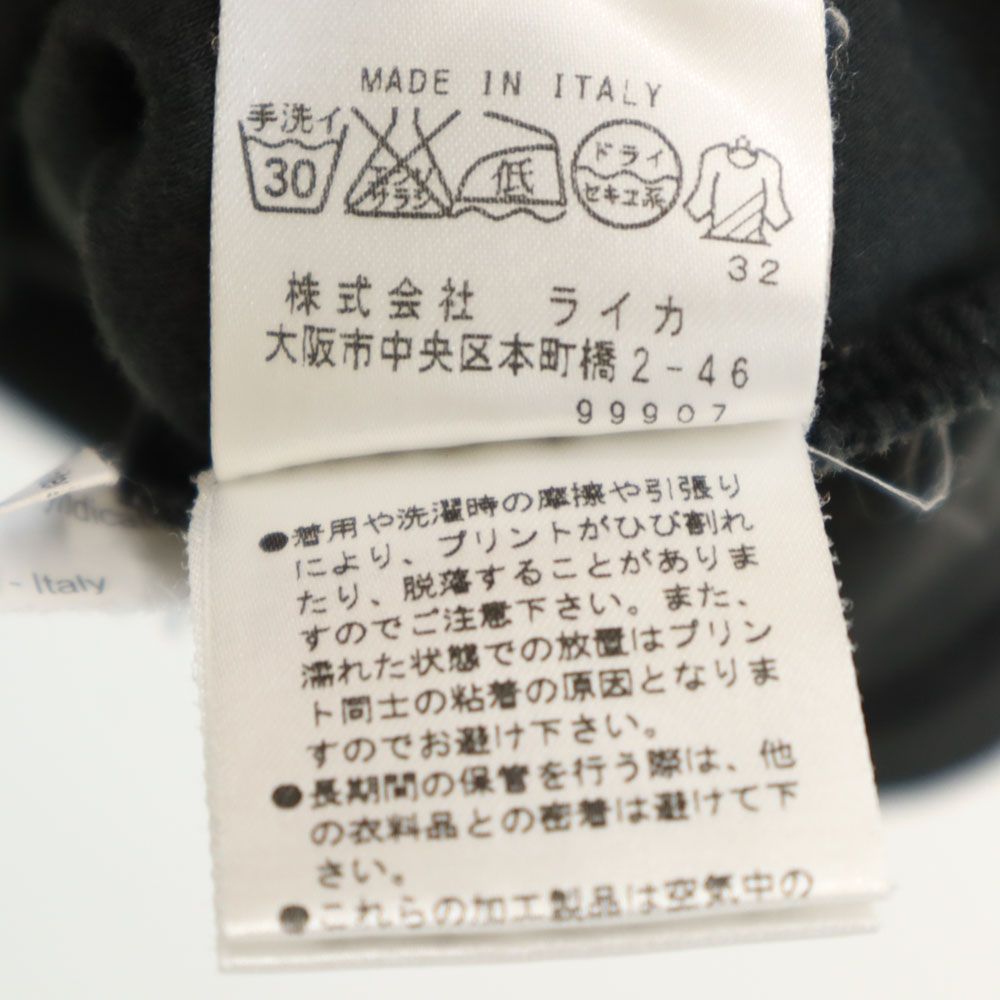 MADE IN ITALY
手洗イ
30
エンソ
サラシ
低
ドライ
セキユ系
32
株式会社 ライカ
大阪市中央区本町橋2-46
99907
●着用や洗濯時の摩擦や引張り
により、プリントがひび割れ
たり、脱落することがありま
すのでご注意下さい。また、
濡れた状態での放置はプリン
ト同士の粘着の原因となりま
すのでお避け下さい。
●長期間の保管を行う際は、他
の衣料品との密着は避けて下
さい。
●これらの加工製品は空気中の
- Italy